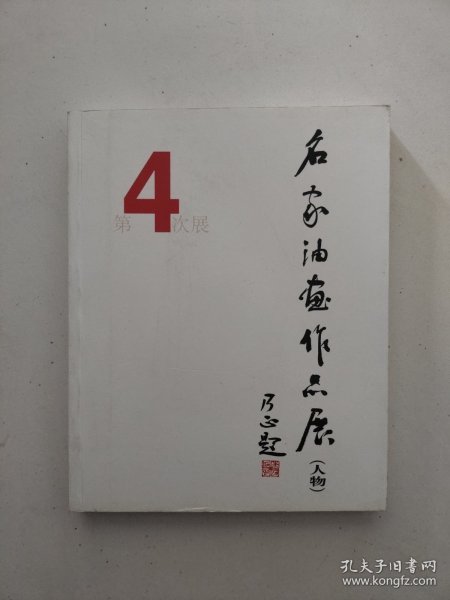 第4次展
名家油画作品展
(人物)
乃正题
孔夫子旧书网
www.kongfz.com